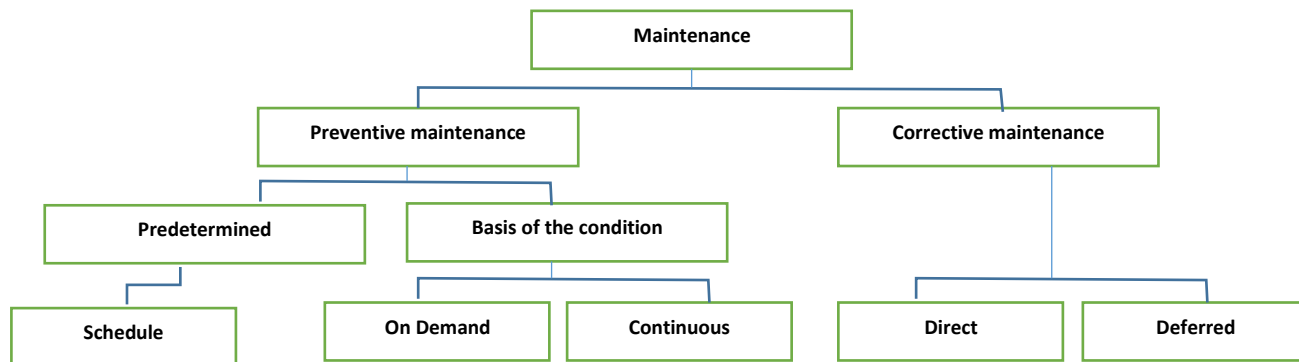 Maintenance
Preventive maintenance
Corrective maintenance
Predetermined
Basis of the condition
Schedule
On Demand
Continuous
Direct
Deferred